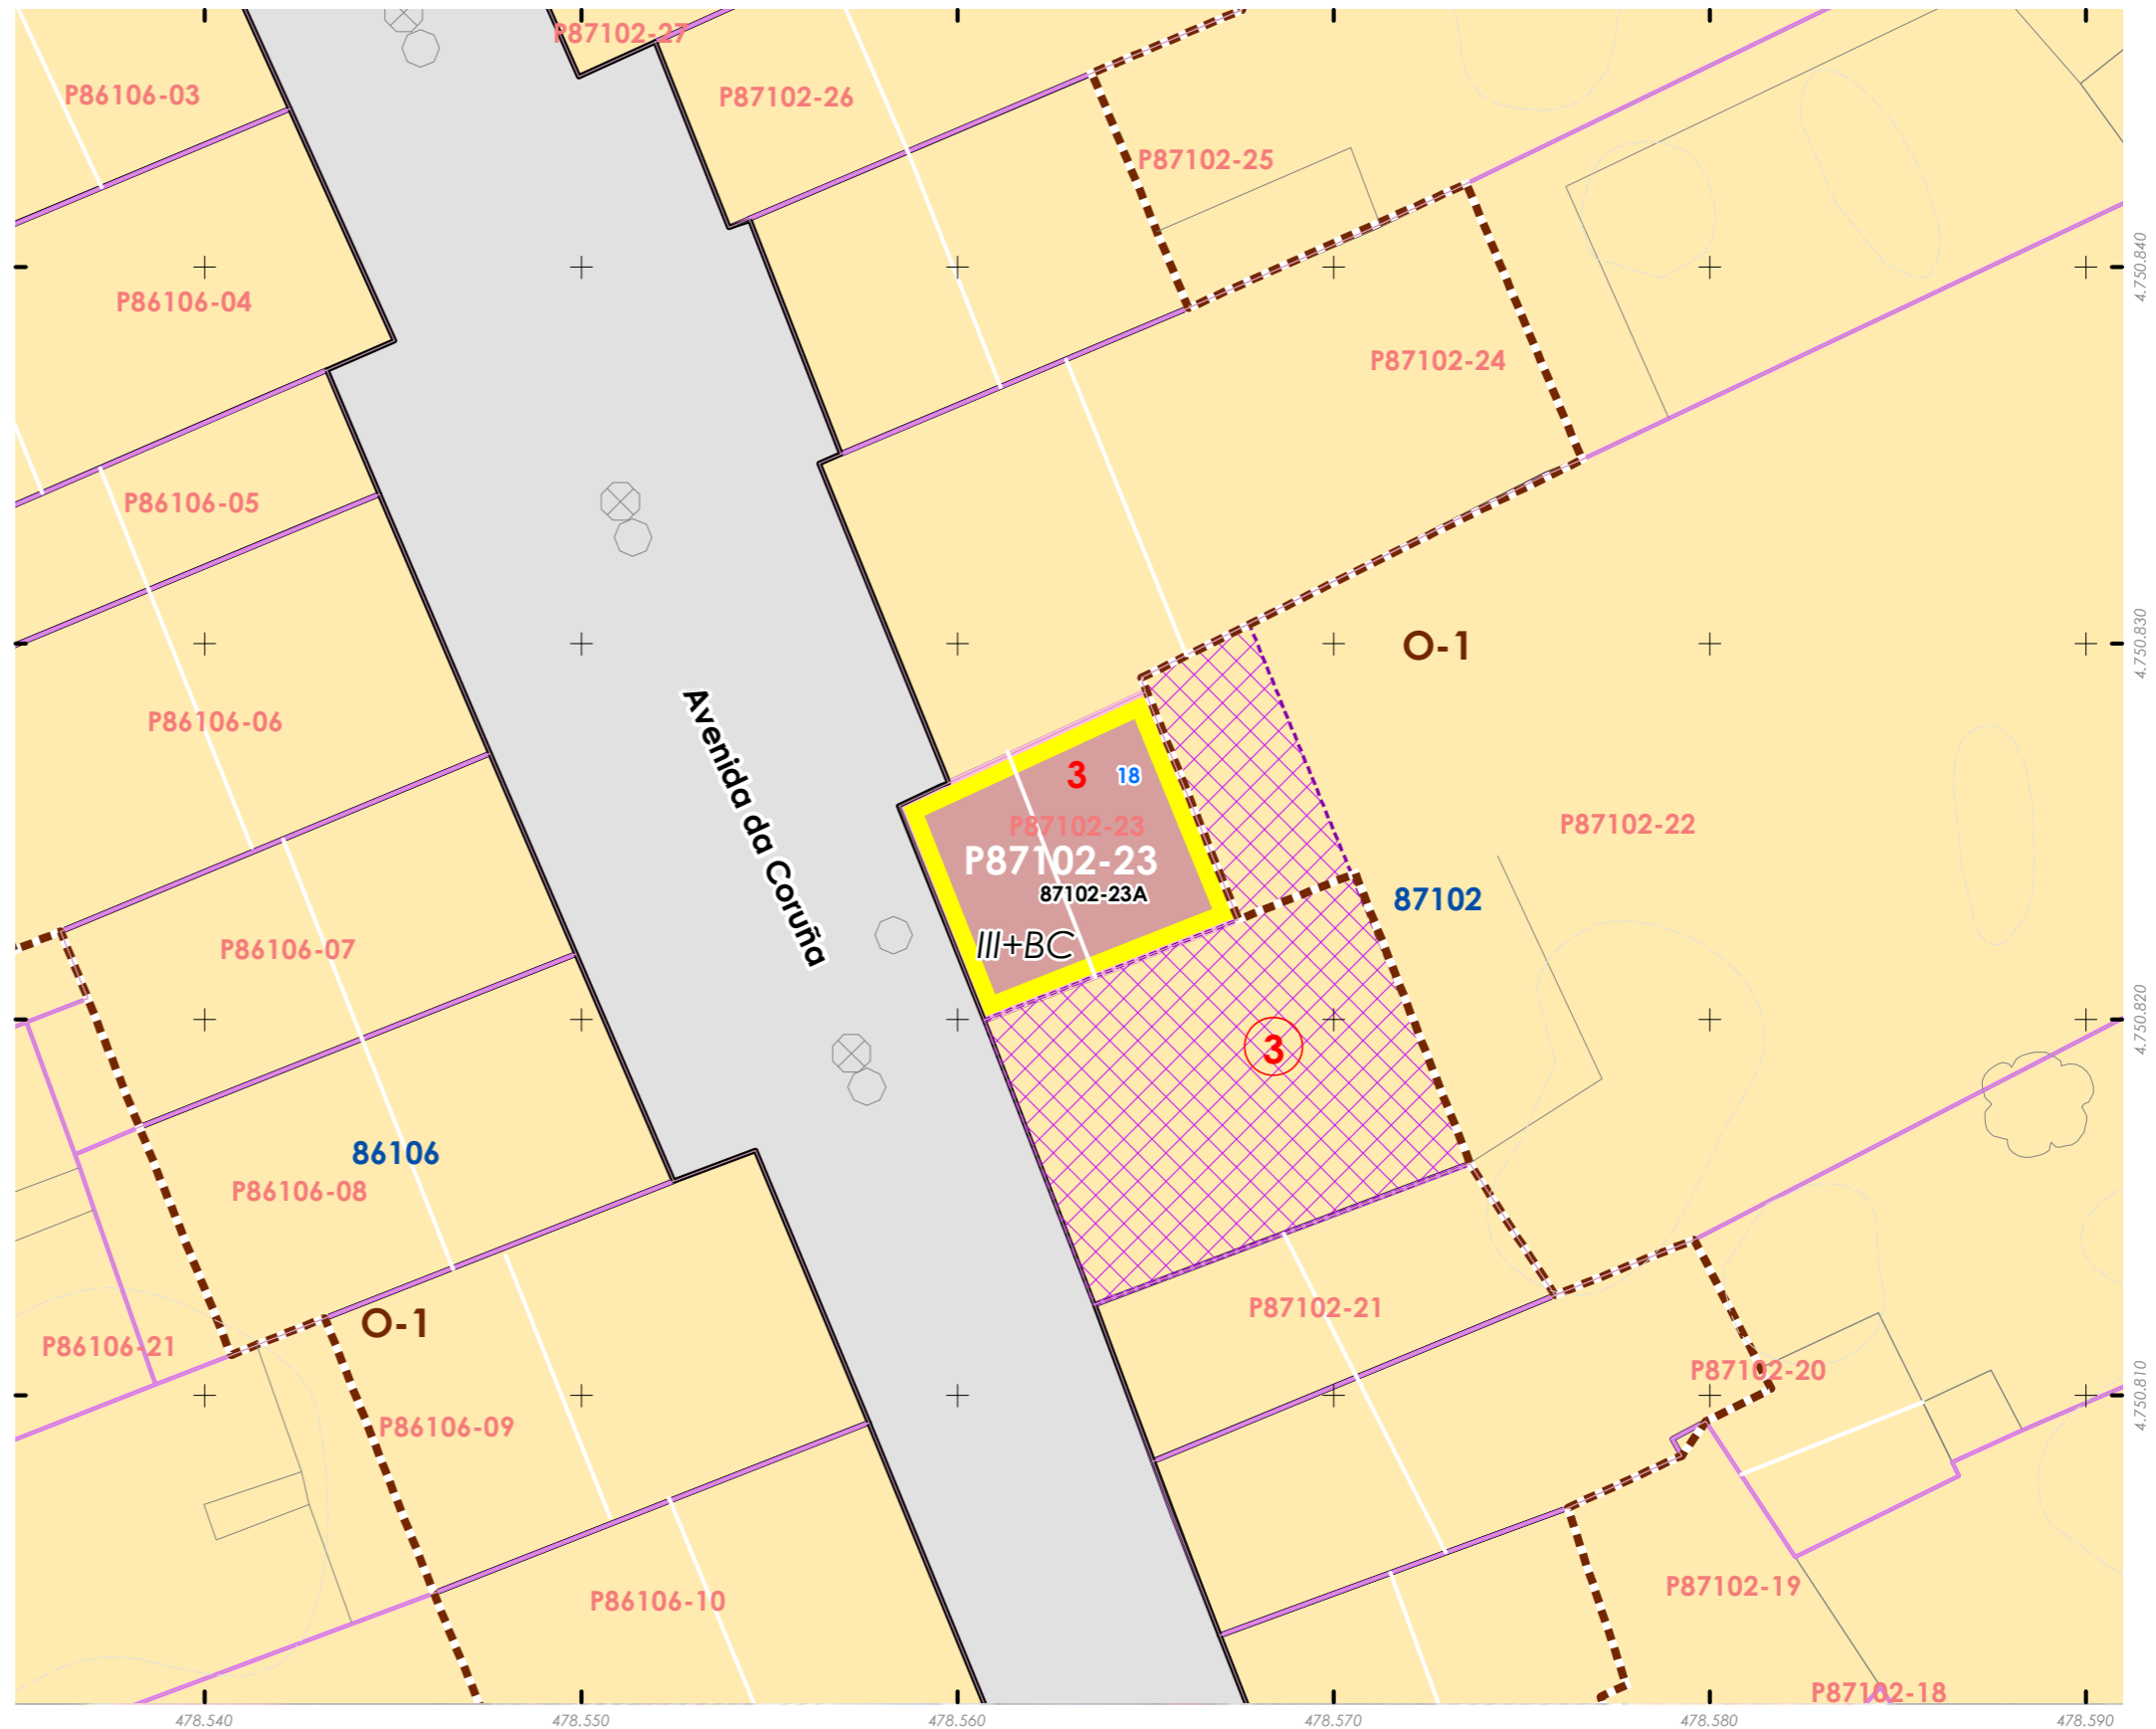 P87102-27
P86106-03
P87102-26
P87102-25
4.750.840
P86106-04
P87102-24
P86106-05
4.750.830
O-1
P86106-06
Avenida da Coruña
3 18
P87102-23
P87102-23
87102-23A
III+BC
P87102-22
87102
P86106-07
4.750.820
3
86106
P86106-08
P87102-21
O-1
P86106-21
P87102-20
4.750.810
P86106-09
P87102-19
P86106-10
P87102-18
478.540 478.550 478.560 478.570 478.580 478.590